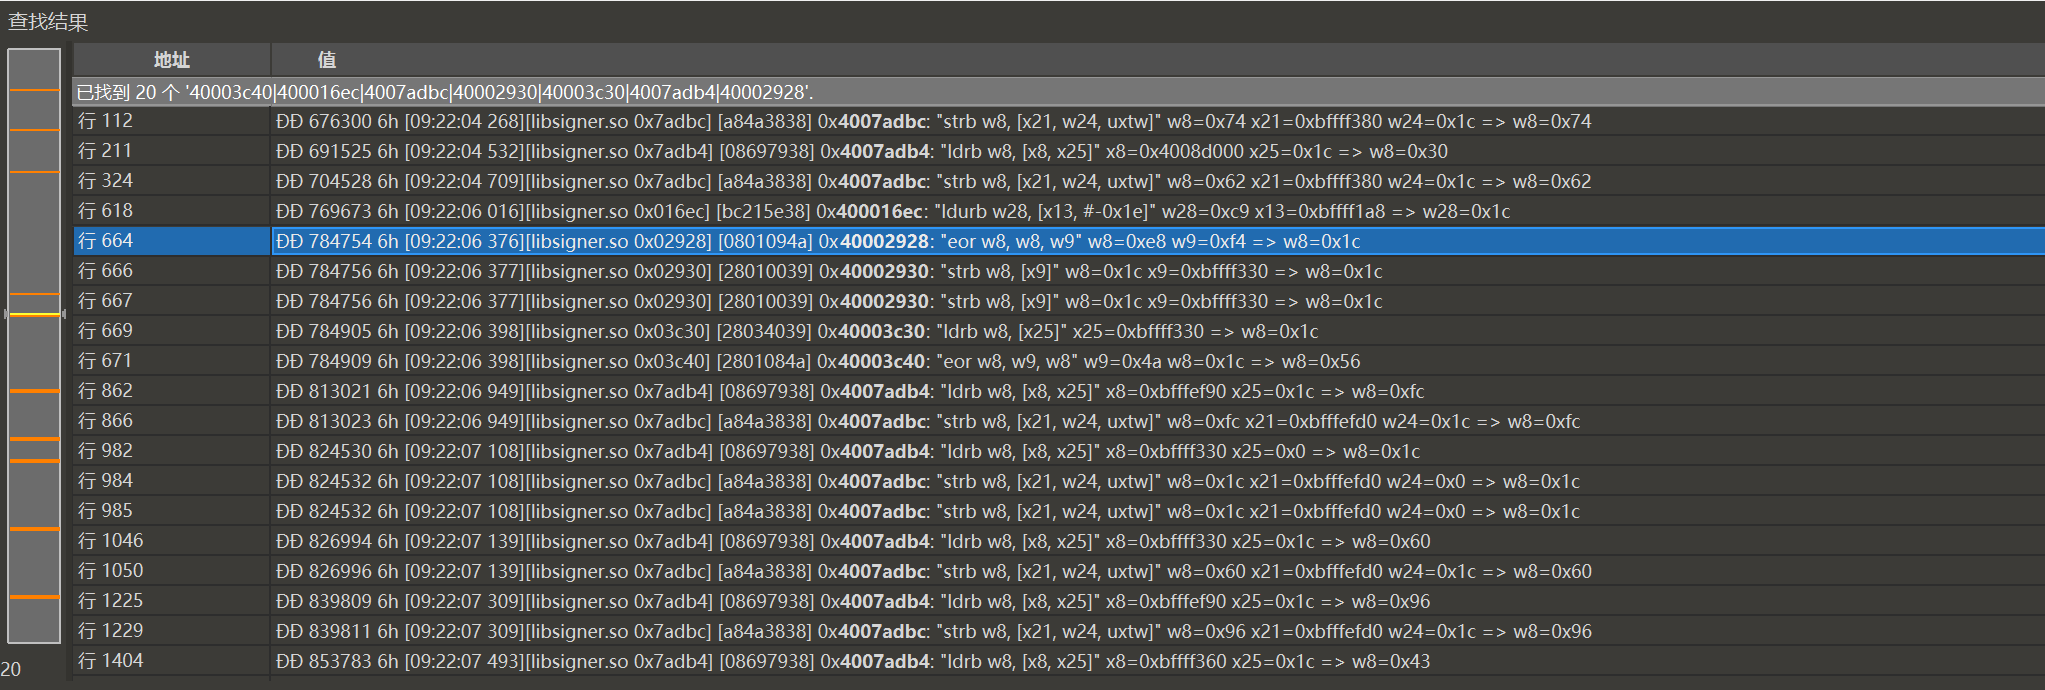 查找结果
地址 值
已找到 20 个 '40003c40|400016ec|4007adbc|40002930|40003c30|4007adb4|40002928'.
行 112 ÐĐ 676300 6h [09:22:04 268][libsigner.so 0x7adbc] [a84a3838] 0x4007adbc: "strb w8, [x21, w24, uxtw]" w8=0x74 x21=0xbffff380 w24=0x1c => w8=0x74
行 211 ÐĐ 691525 6h [09:22:04 532][libsigner.so 0x7adb4] [08697938] 0x4007adb4: "ldrb w8, [x8, x25]" x8=0x4008d000 x25=0x1c => w8=0x30
行 324 ÐĐ 704528 6h [09:22:04 709][libsigner.so 0x7adbc] [a84a3838] 0x4007adbc: "strb w8, [x21, w24, uxtw]" w8=0x62 x21=0xbffff380 w24=0x1c => w8=0x62
行 618 ÐĐ 769673 6h [09:22:06 016][libsigner.so 0x016ec] [bc215e38] 0x400016ec: "ldurb w28, [x13, #-0x1e]" w28=0xc9 x13=0xbffff1a8 => w28=0x1c
行 664 ÐĐ 784754 6h [09:22:06 376][libsigner.so 0x02928] [0801094a] 0x40002928: "eor w8, w8, w9" w8=0xe8 w9=0xf4 => w8=0x1c
行 666 ÐĐ 784756 6h [09:22:06 377][libsigner.so 0x02930] [28010039] 0x40002930: "strb w8, [x9]" w8=0x1c x9=0xbffff330 => w8=0x1c
行 667 ÐĐ 784756 6h [09:22:06 377][libsigner.so 0x02930] [28010039] 0x40002930: "strb w8, [x9]" w8=0x1c x9=0xbffff330 => w8=0x1c
行 669 ÐĐ 784905 6h [09:22:06 398][libsigner.so 0x03c30] [28034039] 0x40003c30: "ldrb w8, [x25]" x25=0xbffff330 => w8=0x1c
行 671 ÐĐ 784909 6h [09:22:06 398][libsigner.so 0x03c40] [2801084a] 0x40003c40: "eor w8, w9, w8" w9=0x4a w8=0x1c => w8=0x56
行 862 ÐĐ 813021 6h [09:22:06 949][libsigner.so 0x7adb4] [08697938] 0x4007adb4: "ldrb w8, [x8, x25]" x8=0xbfffef90 x25=0x1c => w8=0xfc
行 866 ÐĐ 813023 6h [09:22:06 949][libsigner.so 0x7adbc] [a84a3838] 0x4007adbc: "strb w8, [x21, w24, uxtw]" w8=0xfc x21=0xbfffefd0 w24=0x1c => w8=0xfc
行 982 ÐĐ 824530 6h [09:22:07 108][libsigner.so 0x7adb4] [08697938] 0x4007adb4: "ldrb w8, [x8, x25]" x8=0xbffff330 x25=0x0 => w8=0x1c
行 984 ÐĐ 824532 6h [09:22:07 108][libsigner.so 0x7adbc] [a84a3838] 0x4007adbc: "strb w8, [x21, w24, uxtw]" w8=0x1c x21=0xbfffefd0 w24=0x0 => w8=0x1c
行 985 ÐĐ 824532 6h [09:22:07 108][libsigner.so 0x7adbc] [a84a3838] 0x4007adbc: "strb w8, [x21, w24, uxtw]" w8=0x1c x21=0xbfffefd0 w24=0x0 => w8=0x1c
行 1046 ÐĐ 826994 6h [09:22:07 139][libsigner.so 0x7adb4] [08697938] 0x4007adb4: "ldrb w8, [x8, x25]" x8=0xbffff330 x25=0x1c => w8=0x60
行 1050 ÐĐ 826996 6h [09:22:07 139][libsigner.so 0x7adbc] [a84a3838] 0x4007adbc: "strb w8, [x21, w24, uxtw]" w8=0x60 x21=0xbfffefd0 w24=0x1c => w8=0x60
行 1225 ÐĐ 839809 6h [09:22:07 309][libsigner.so 0x7adb4] [08697938] 0x4007adb4: "ldrb w8, [x8, x25]" x8=0xbfffef90 x25=0x1c => w8=0x96
行 1229 ÐĐ 839811 6h [09:22:07 309][libsigner.so 0x7adbc] [a84a3838] 0x4007adbc: "strb w8, [x21, w24, uxtw]" w8=0x96 x21=0xbfffefd0 w24=0x1c => w8=0x96
行 1404 ÐĐ 853783 6h [09:22:07 493][libsigner.so 0x7adb4] [08697938] 0x4007adb4: "ldrb w8, [x8, x25]" x8=0xbffff360 x25=0x1c => w8=0x43
20